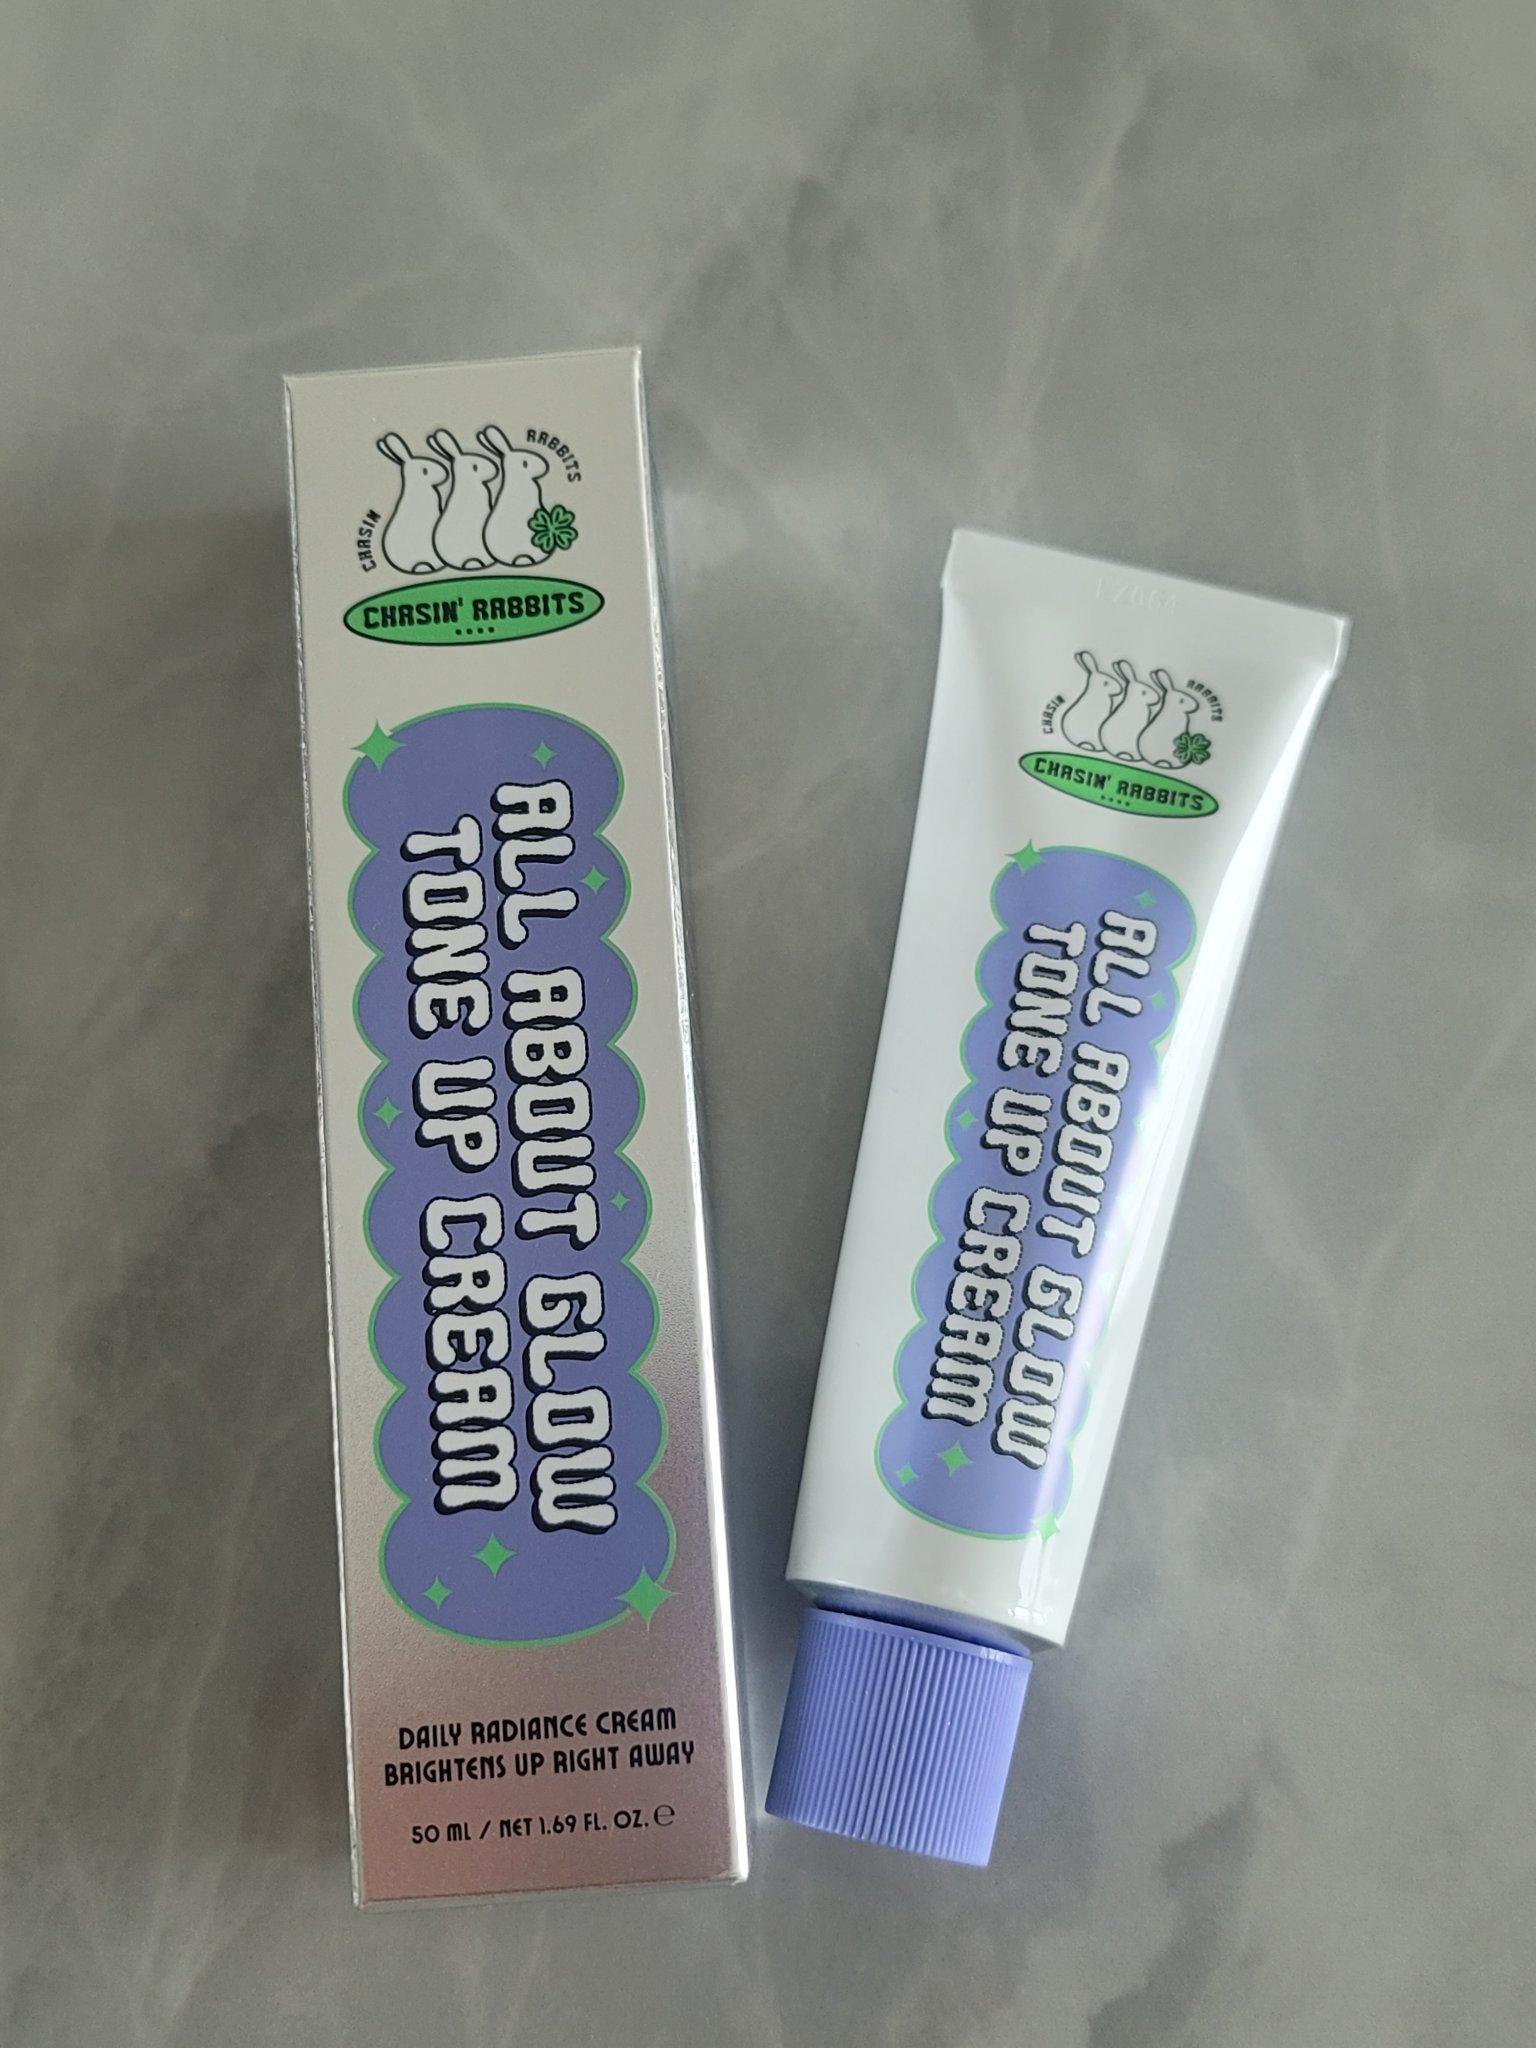 CHASIN RABBITS
CHASIN' RABBITS
ALL ABOUT GLOW
TONE UP CREAM
DAILY RADIANCE CREAM
BRIGHTENS UP RIGHT AWAY
50 ML / NET 1.69 FL. OZ. ℮
CHASIN RABBITS
CHASIN' RABBITS
ALL ABOUT GLOW
TONE UP CREAM